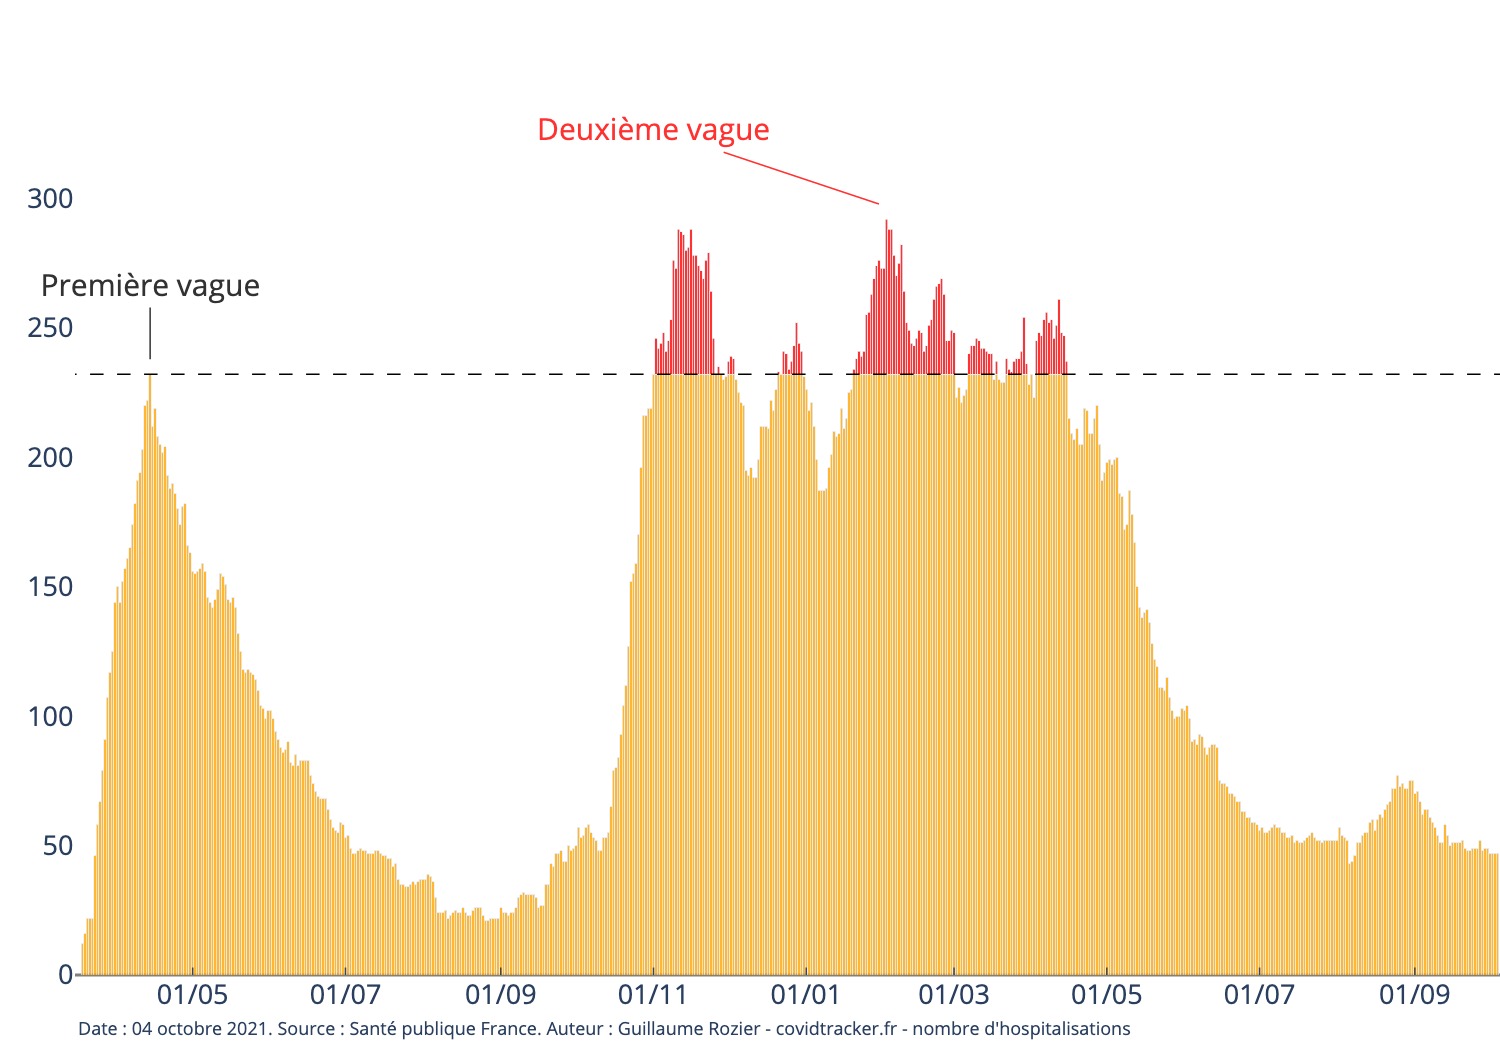 Deuxième vague
300
Première vague
250
200
150
100
50
0
01/05 01/07 01/09 01/11 01/01 01/03 01/05 01/07 01/09
Date : 04 octobre 2021. Source : Santé publique France. Auteur : Guillaume Rozier - covidtracker.fr - nombre d'hospitalisations